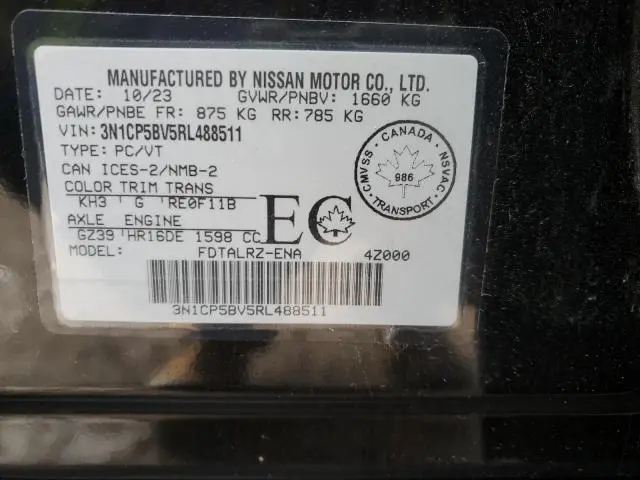 MANUFACTURED BY NISSAN MOTOR CO., LTD.
DATE: 10/23 GVWR/PNBV: 1660 KG
GAWR/PNBE FR: 875 KG RR: 785 KG
VIN: 3N1CP5BV5RL488511
TYPE: PC/VT
CAN ICES-2/NMB-2
COLOR TRIM TRANS
KH3 G RE0F11B
AXLE ENGINE
GZ39 HR16DE 1598 CC
MODEL: FDTALRZ-ENA 4Z000
EC
CANADA
CMVSS NSVAC
986
TRANSPORT
3N1CP5BV5RL488511